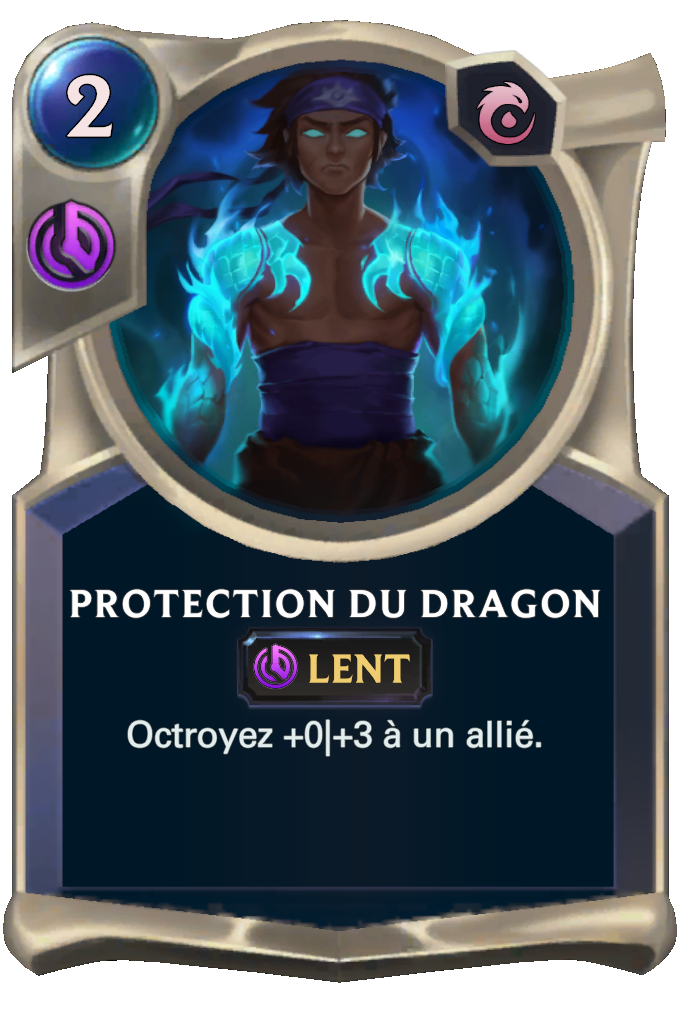 2
PROTECTION DU DRAGON
LENT
Octroyez +0|+3 à un allié.